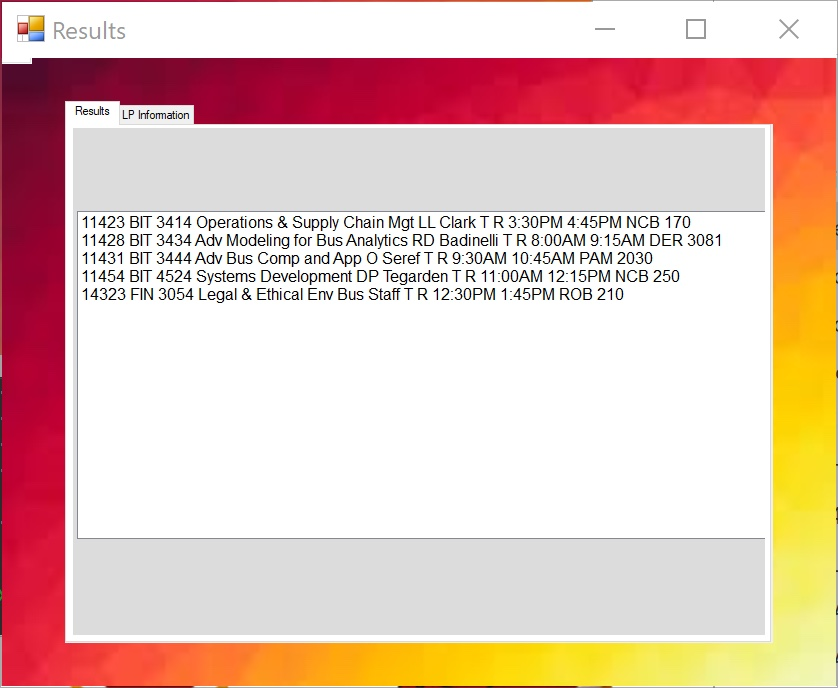 Results
Results
LP Information
11423 BIT 3414 Operations & Supply Chain Mgt LL Clark T R 3:30PM 4:45PM NCB 170
11428 BIT 3434 Adv Modeling for Bus Analytics RD Badinelli T R 8:00AM 9:15AM DER 3081
11431 BIT 3444 Adv Bus Comp and App O Seref T R 9:30AM 10:45AM PAM 2030
11454 BIT 4524 Systems Development DP Tegarden T R 11:00AM 12:15PM NCB 250
14323 FIN 3054 Legal & Ethical Env Bus Staff T R 12:30PM 1:45PM ROB 210